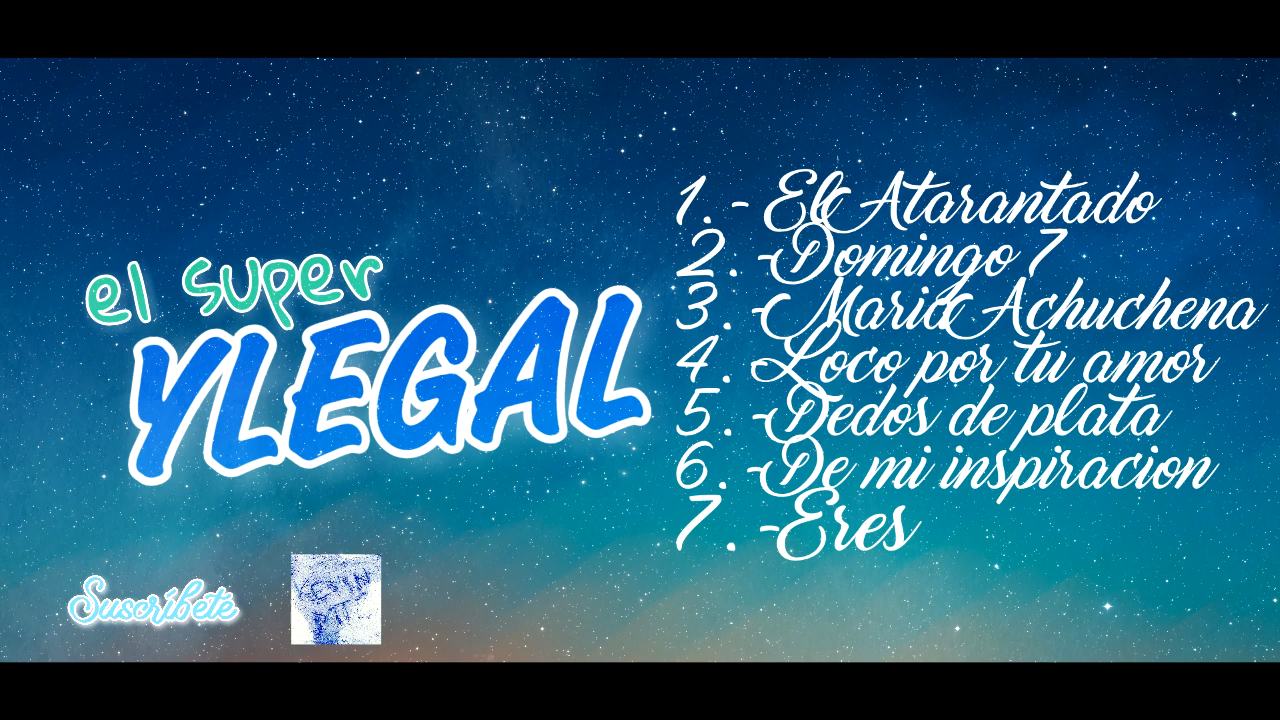 el super
YLEGAL
1.- El Atarantado
2. -Domingo 7
3. -Maria Achuchena
4. -Loco por tu amor
5. -Dedos de plata
6. -De mi inspiracion
7. -Eres
Suscríbete